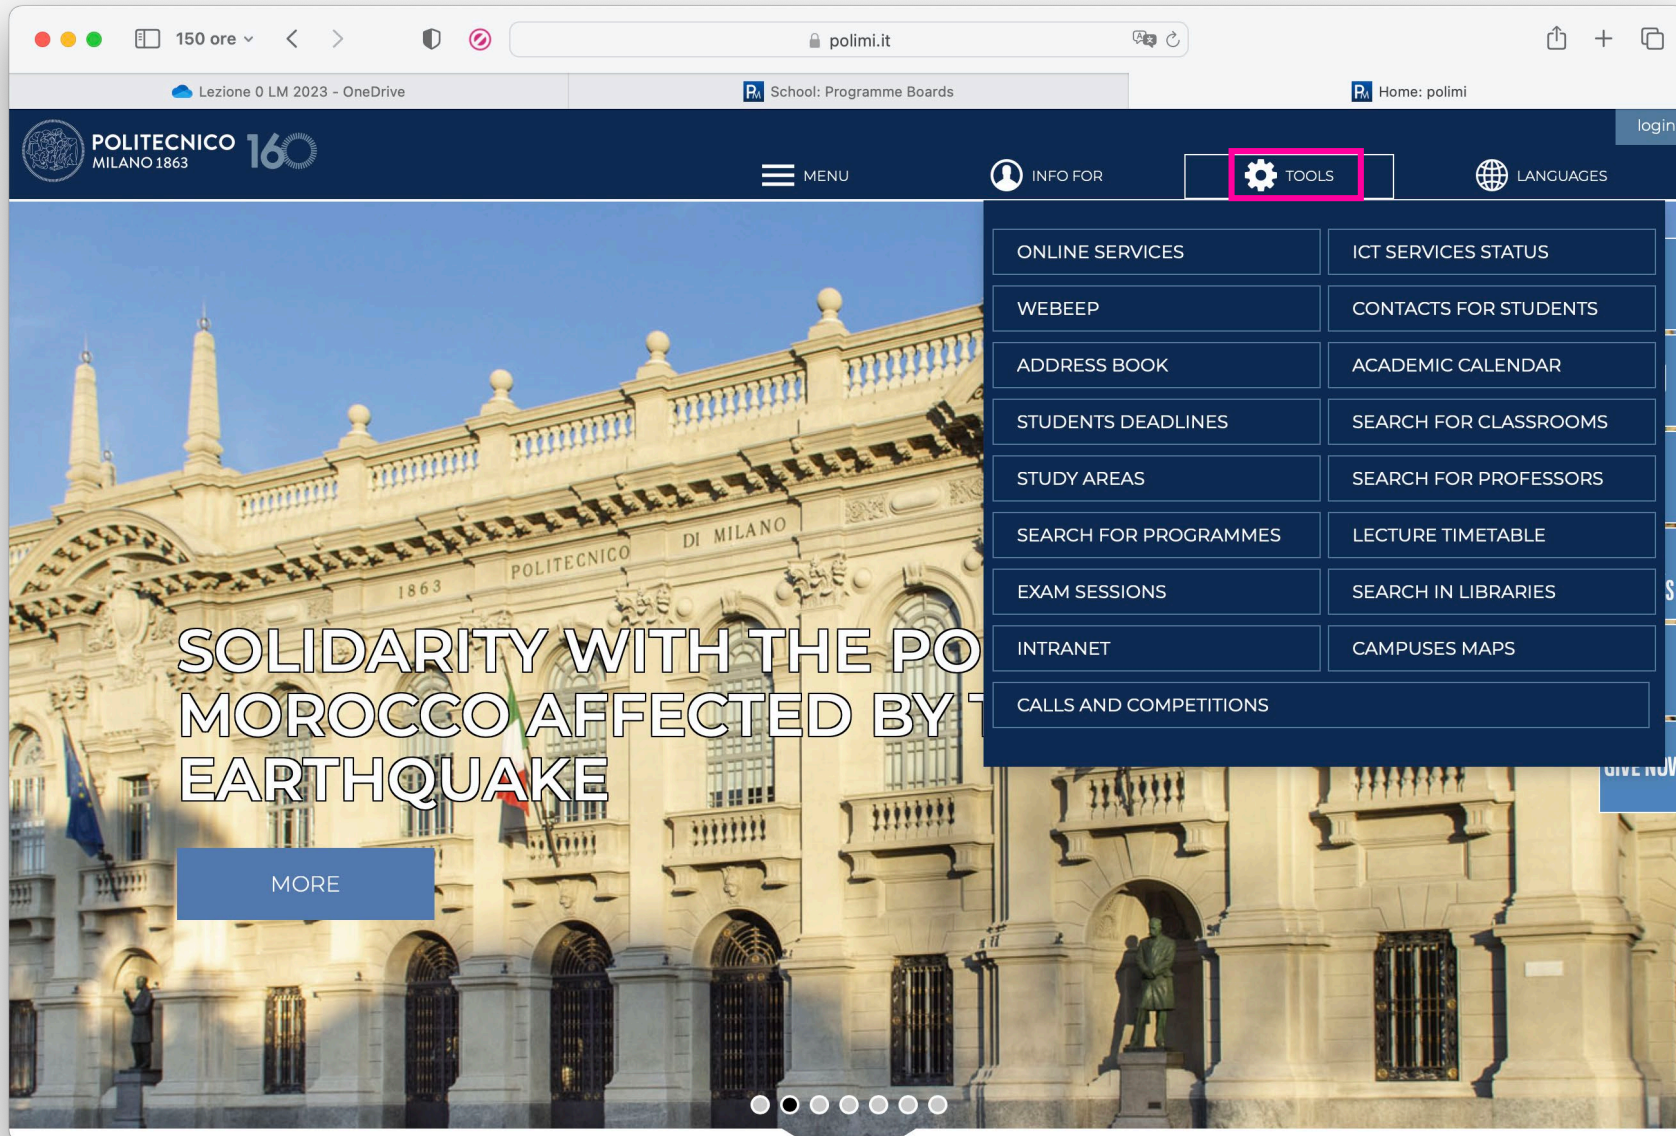 150 ore
polimi.it
Lezione 0 LM 2023 - OneDrive
School: Programme Boards
Home: polimi
POLITECNICO
MILANO 1863
160
login
MENU
INFO FOR
TOOLS
LANGUAGES
ONLINE SERVICES
ICT SERVICES STATUS
WEBEEP
CONTACTS FOR STUDENTS
ADDRESS BOOK
ACADEMIC CALENDAR
STUDENTS DEADLINES
SEARCH FOR CLASSROOMS
STUDY AREAS
SEARCH FOR PROFESSORS
SEARCH FOR PROGRAMMES
LECTURE TIMETABLE
EXAM SESSIONS
SEARCH IN LIBRARIES
INTRANET
CAMPUSES MAPS
CALLS AND COMPETITIONS
1863 POLITECNICO DI MILANO
SOLIDARITY WITH THE PO
MOROCCO AFFECTED BY T
EARTHQUAKE
MORE
GIVE NOW